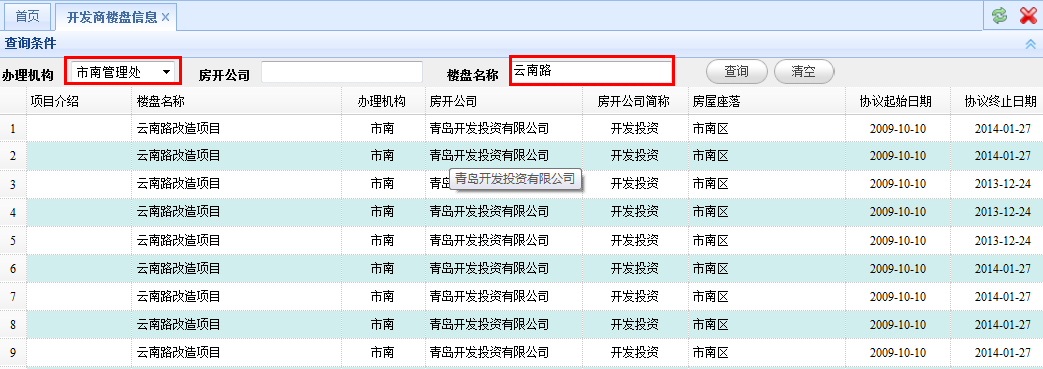 首页 开发商楼盘信息
查询条件
办理机构 市南管理处 房开公司 楼盘名称 云南路 查询 清空
项目介绍 楼盘名称 办理机构 房开公司 房开公司简称 房屋座落 协议起始日期 协议终止日期
1 云南路改造项目 市南 青岛开发投资有限公司 开发投资 市南区 2009-10-10 2014-01-27
2 云南路改造项目 市南 青岛开发投资有限公司 开发投资 市南区 2009-10-10 2014-01-27
青岛开发投资有限公司
3 云南路改造项目 市南 开发投资 市南区 2009-10-10 2013-12-24
4 云南路改造项目 市南 青岛开发投资有限公司 开发投资 市南区 2009-10-10 2013-12-24
5 云南路改造项目 市南 青岛开发投资有限公司 开发投资 市南区 2009-10-10 2013-12-24
6 云南路改造项目 市南 青岛开发投资有限公司 开发投资 市南区 2009-10-10 2014-01-27
7 云南路改造项目 市南 青岛开发投资有限公司 开发投资 市南区 2009-10-10 2014-01-27
8 云南路改造项目 市南 青岛开发投资有限公司 开发投资 市南区 2009-10-10 2014-01-27
9 云南路改造项目 市南 青岛开发投资有限公司 开发投资 市南区 2009-10-10 2014-01-27